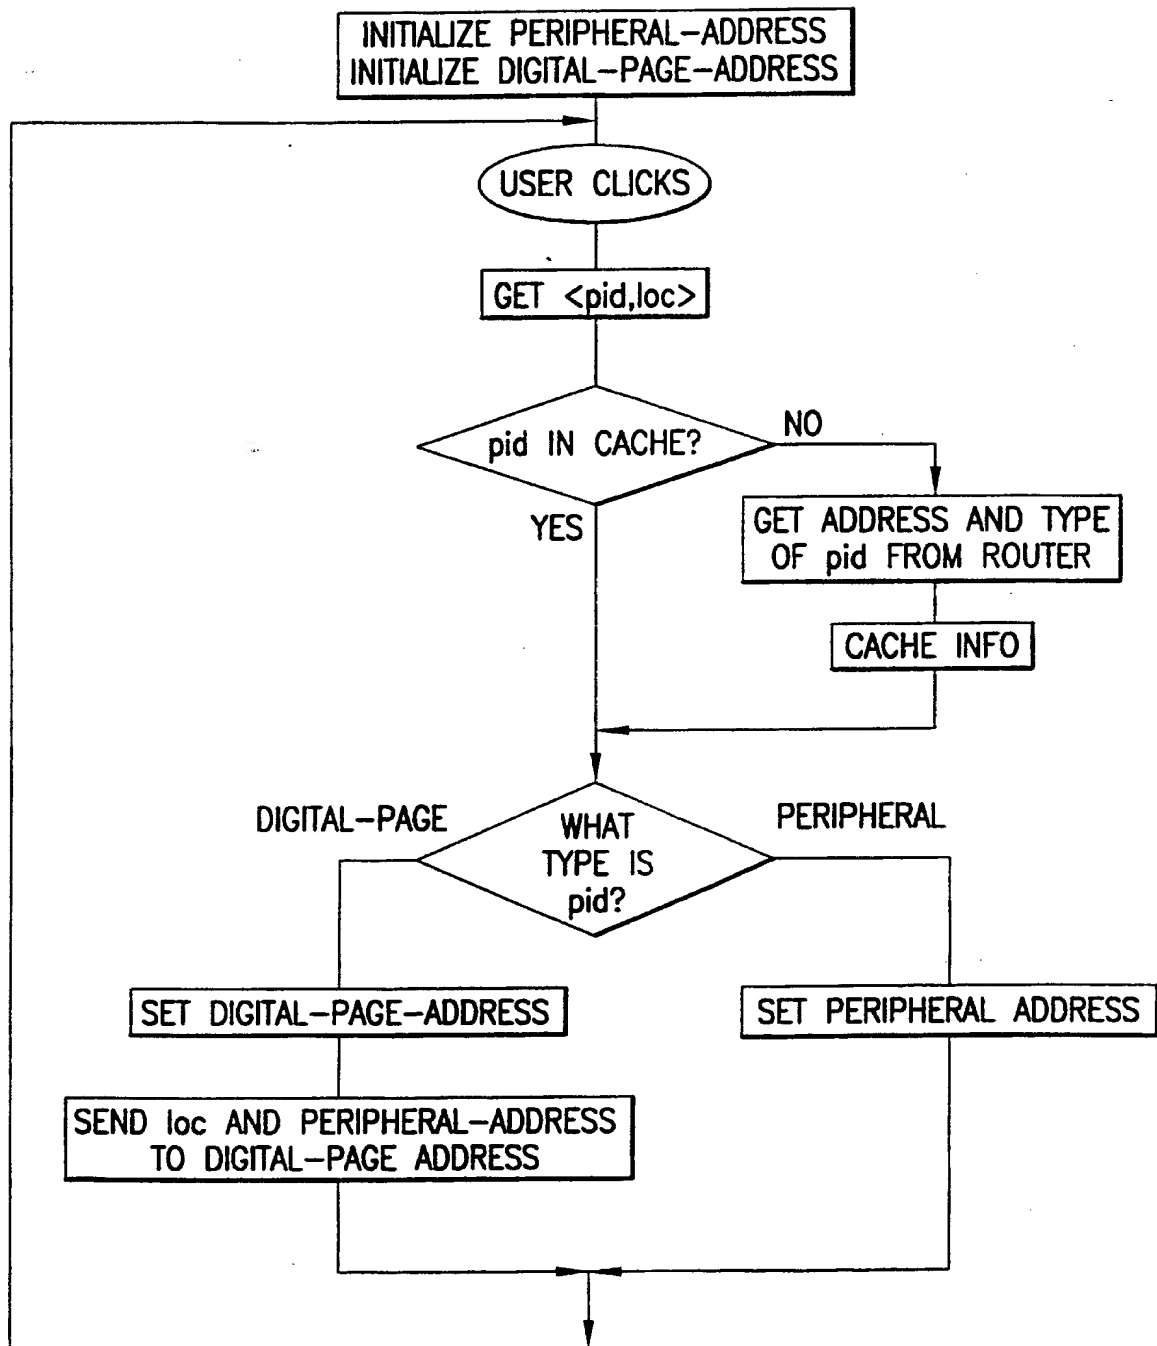 INITIALIZE PERIPHERAL-ADDRESS
INITIALIZE DIGITAL-PAGE-ADDRESS
USER CLICKS
GET <pid,loc>
pid IN CACHE?
NO
YES
GET ADDRESS AND TYPE
OF pid FROM ROUTER
CACHE INFO
DIGITAL-PAGE
PERIPHERAL
WHAT
TYPE IS
pid?
SET DIGITAL-PAGE-ADDRESS
SET PERIPHERAL ADDRESS
SEND loc AND PERIPHERAL-ADDRESS
TO DIGITAL-PAGE ADDRESS